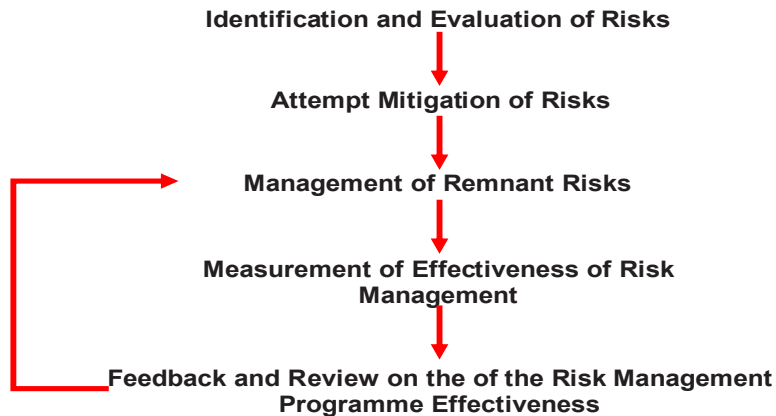 Identification and Evaluation of Risks
Attempt Mitigation of Risks
Management of Remnant Risks
Measurement of Effectiveness of Risk
Management
Feedback and Review on the of the Risk Management
Programme Effectiveness